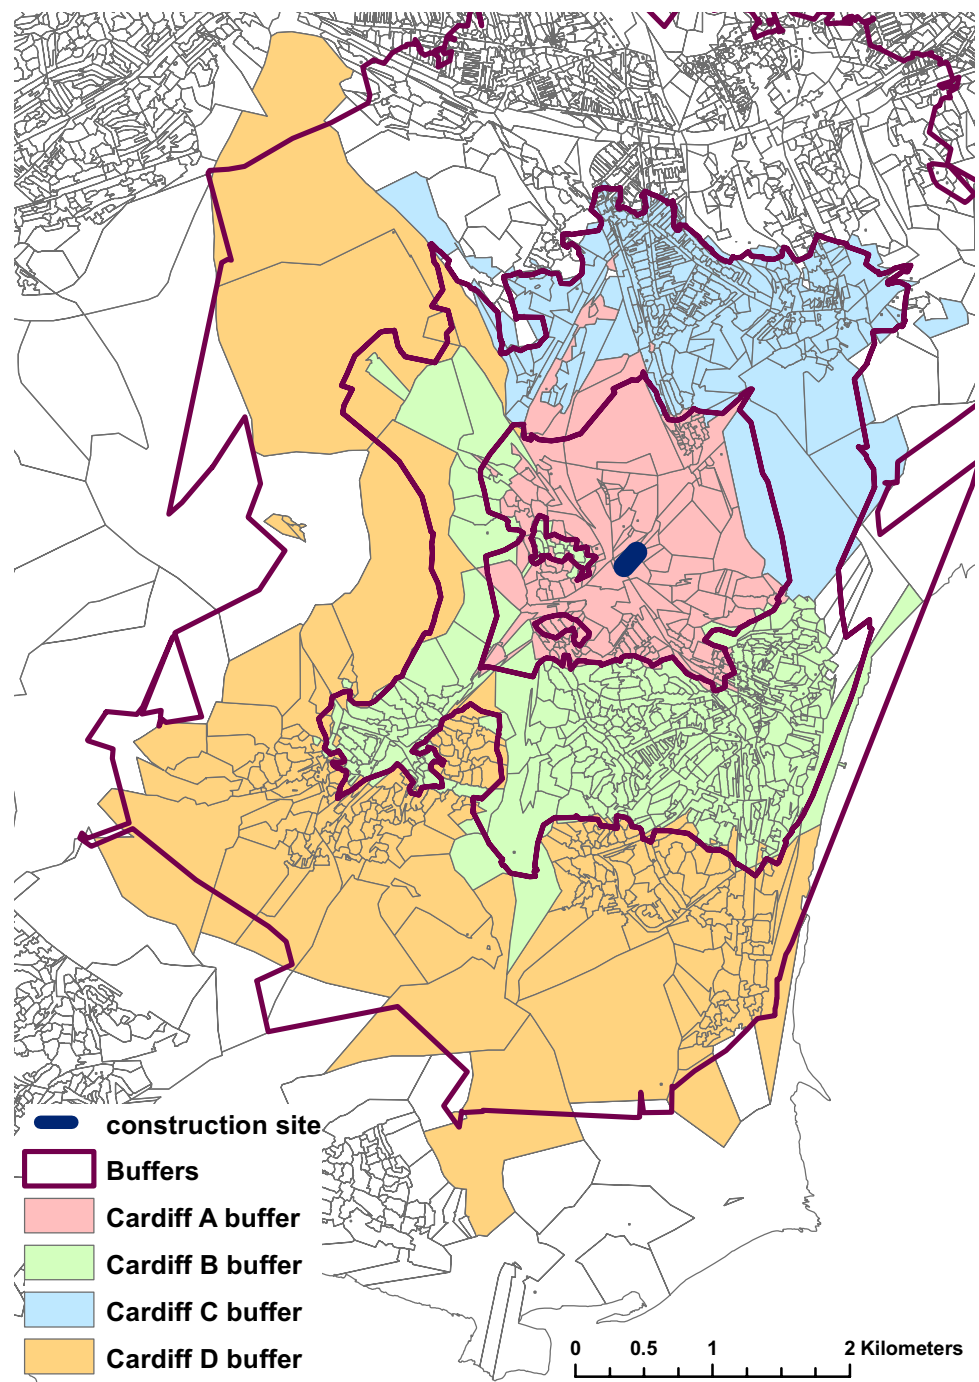 construction site
Buffers
Cardiff A buffer
Cardiff B buffer
Cardiff C buffer
Cardiff D buffer
0 0.5 1 2 Kilometers